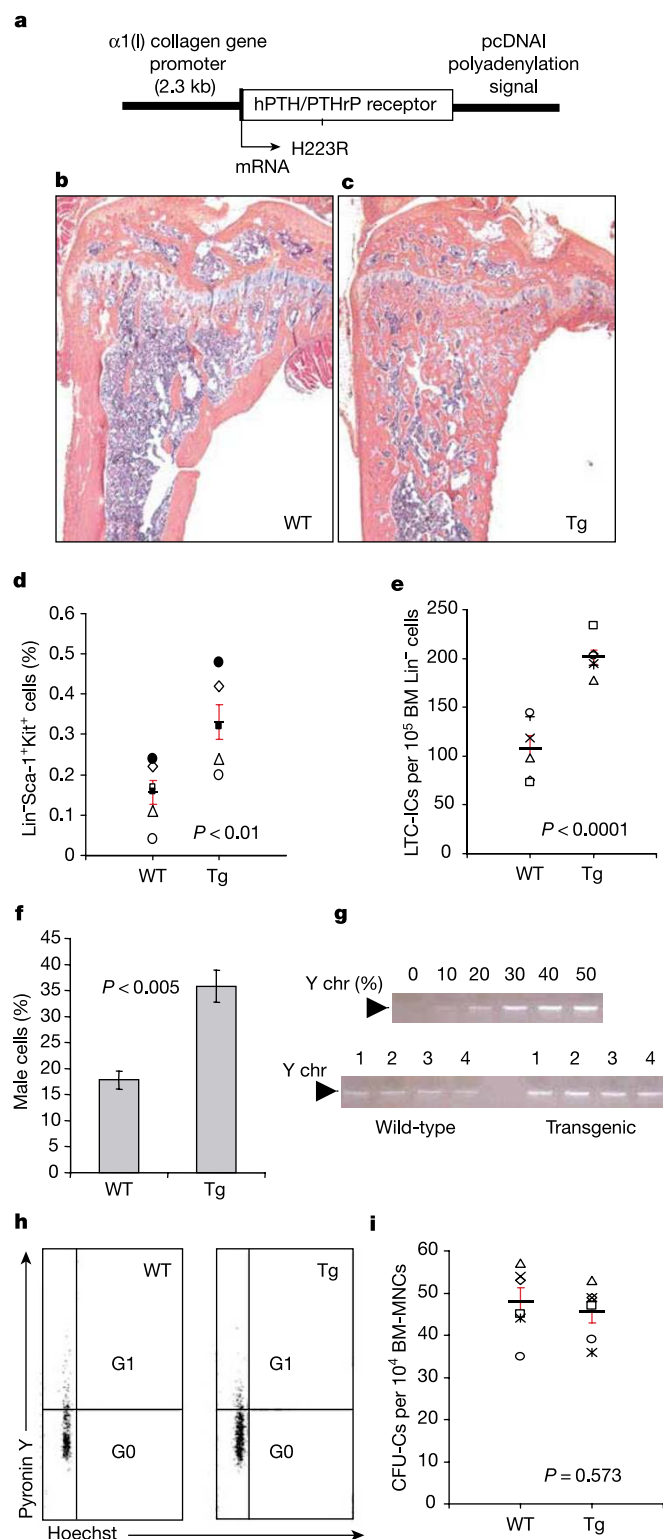 a
α1(I) collagen gene promoter (2.3 kb)
hPTH/PTHrP receptor
pcDNAI polyadenylation signal
H223R
mRNA
b
c
WT
Tg
d
Lin⁻Sca-1⁺Kit⁺ cells (%)
0.6
0.5
0.4
0.3
0.2
0.1
0
P < 0.01
WT
Tg
e
LTC-ICs per 10⁵ BM Lin⁻ cells
250
200
150
100
50
0
P < 0.0001
WT
Tg
f
Male cells (%)
45
40
35
30
25
20
15
10
5
0
P < 0.005
WT
Tg
g
Y chr (%)
0 10 20 30 40 50
Y chr
1 2 3 4
1 2 3 4
Wild-type
Transgenic
h
Pyronin Y
WT
G1
G0
Tg
G1
G0
Hoechst
i
CFU-Cs per 10⁴ BM-MNCs
60
50
40
30
20
10
0
P = 0.573
WT
Tg